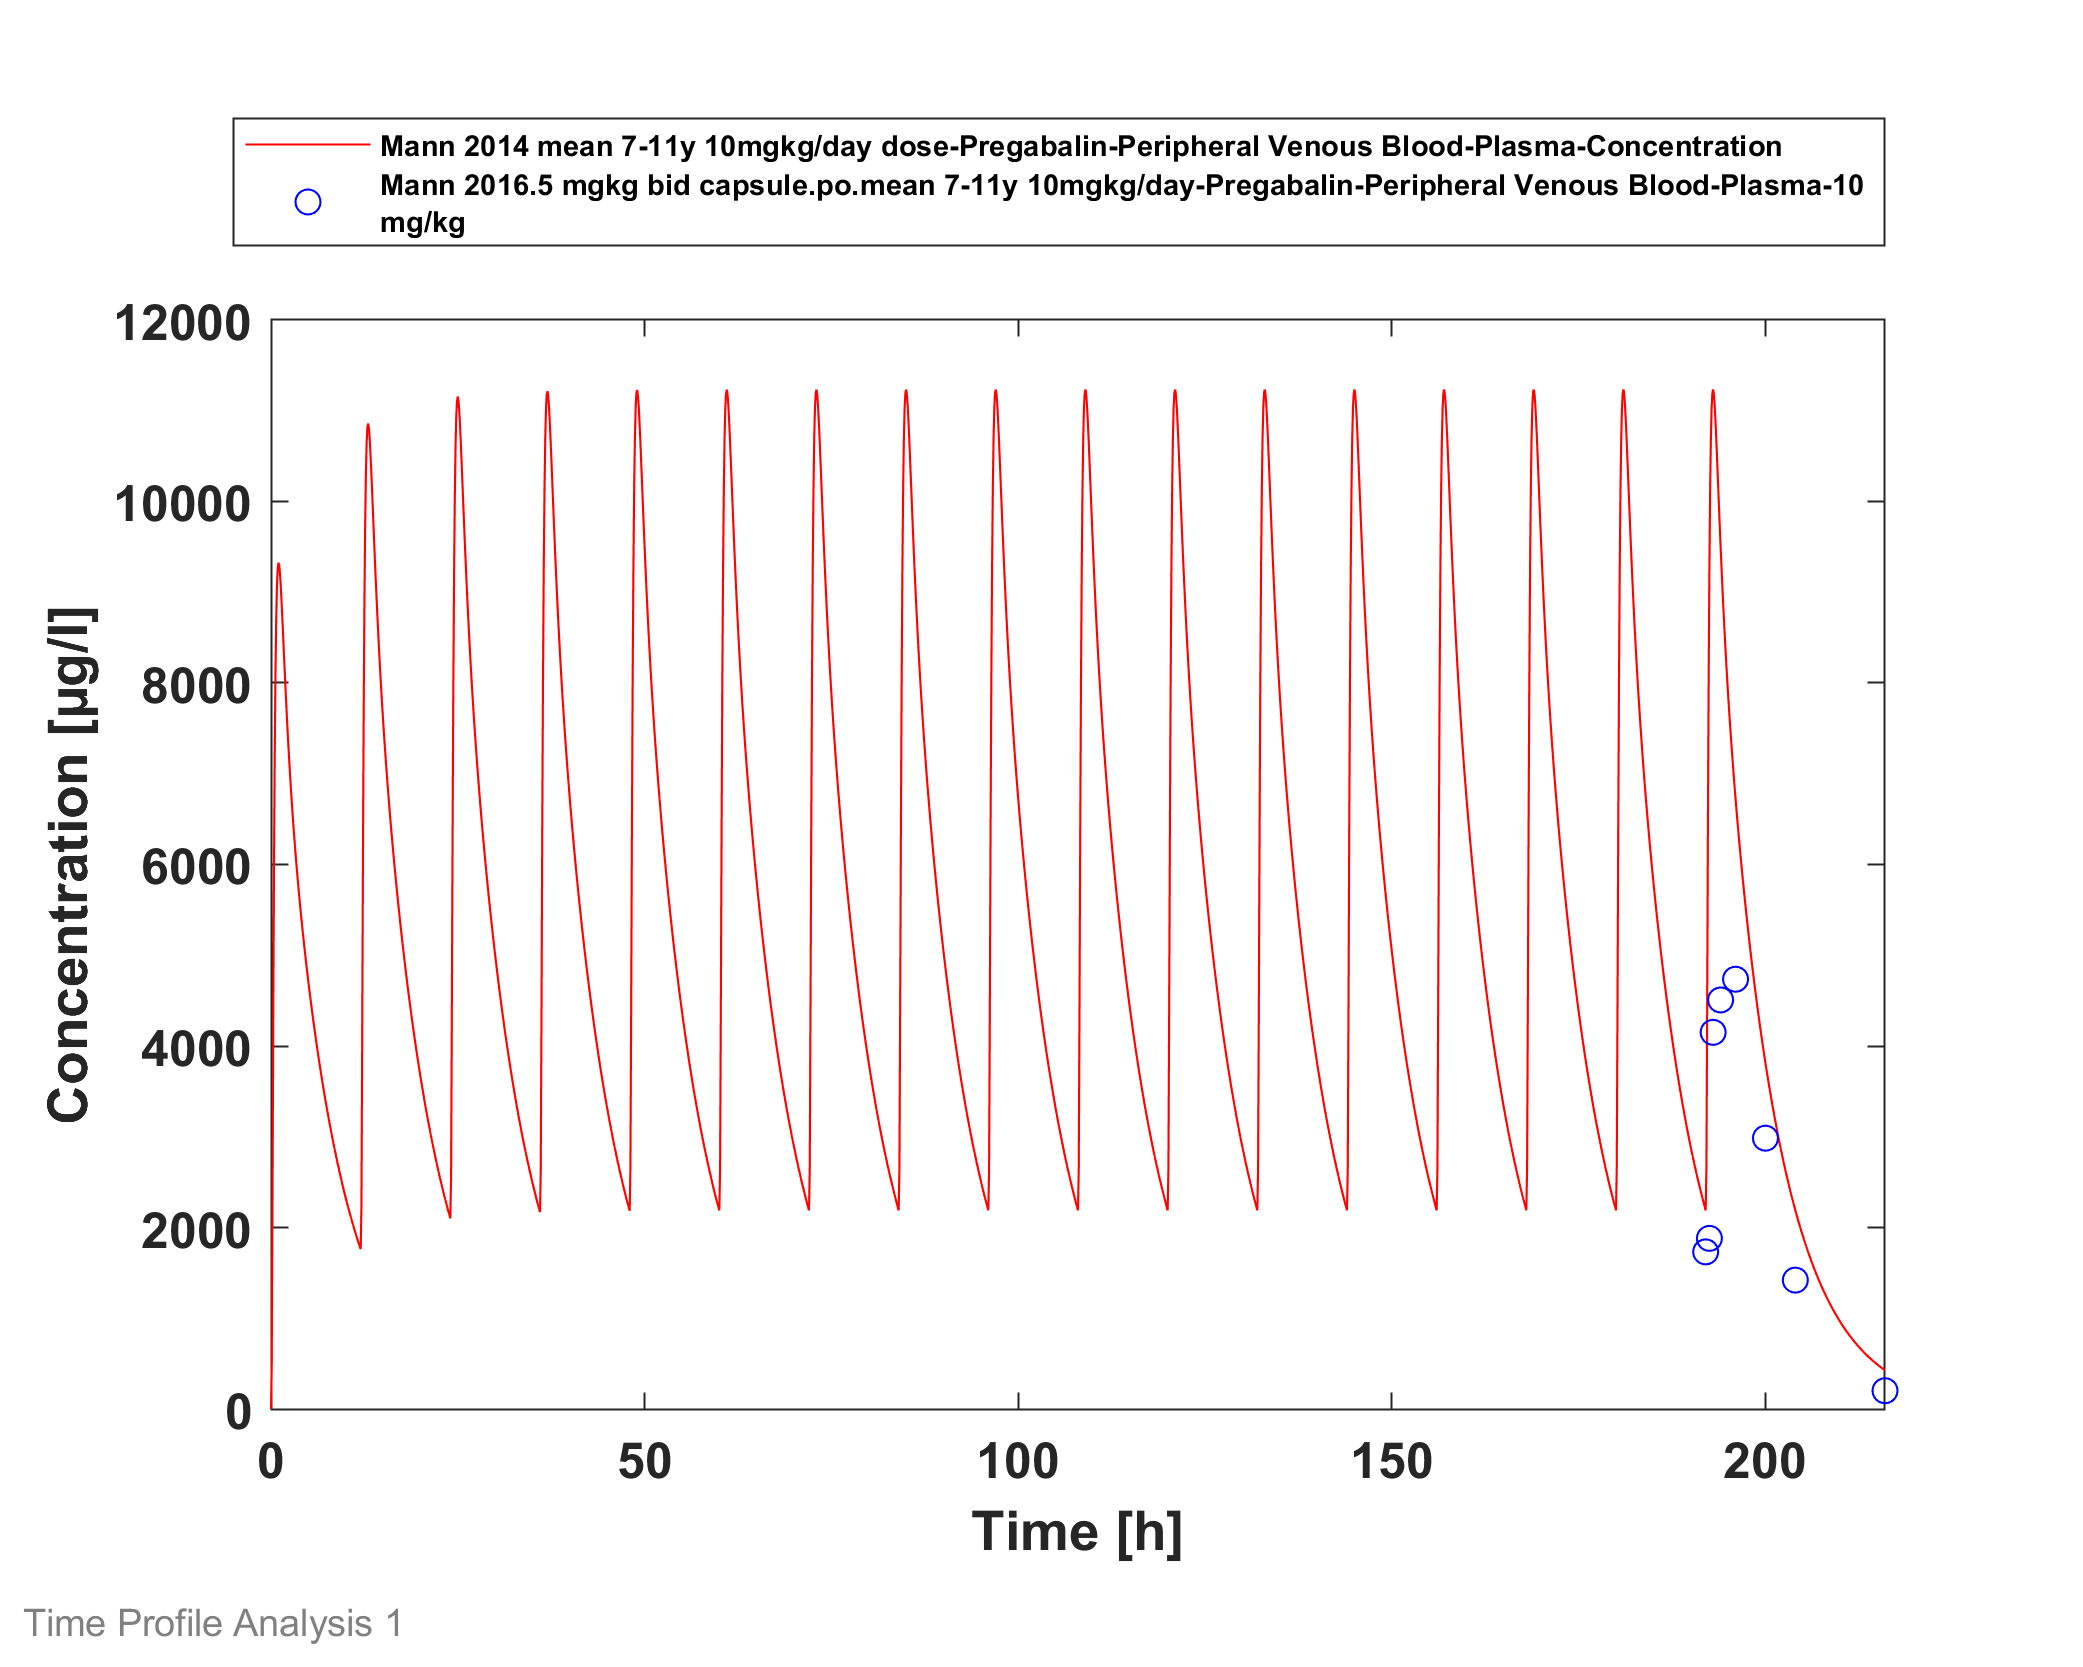 Mann 2014 mean 7-11y 10mgkg/day dose-Pregabalin-Peripheral Venous Blood-Plasma-Concentration
Mann 2016.5 mgkg bid capsule.po.mean 7-11y 10mgkg/day-Pregabalin-Peripheral Venous Blood-Plasma-10
mg/kg
12000
10000
8000
6000
4000
2000
0
Concentration [µg/l]
0 50 100 150 200
Time [h]
Time Profile Analysis 1